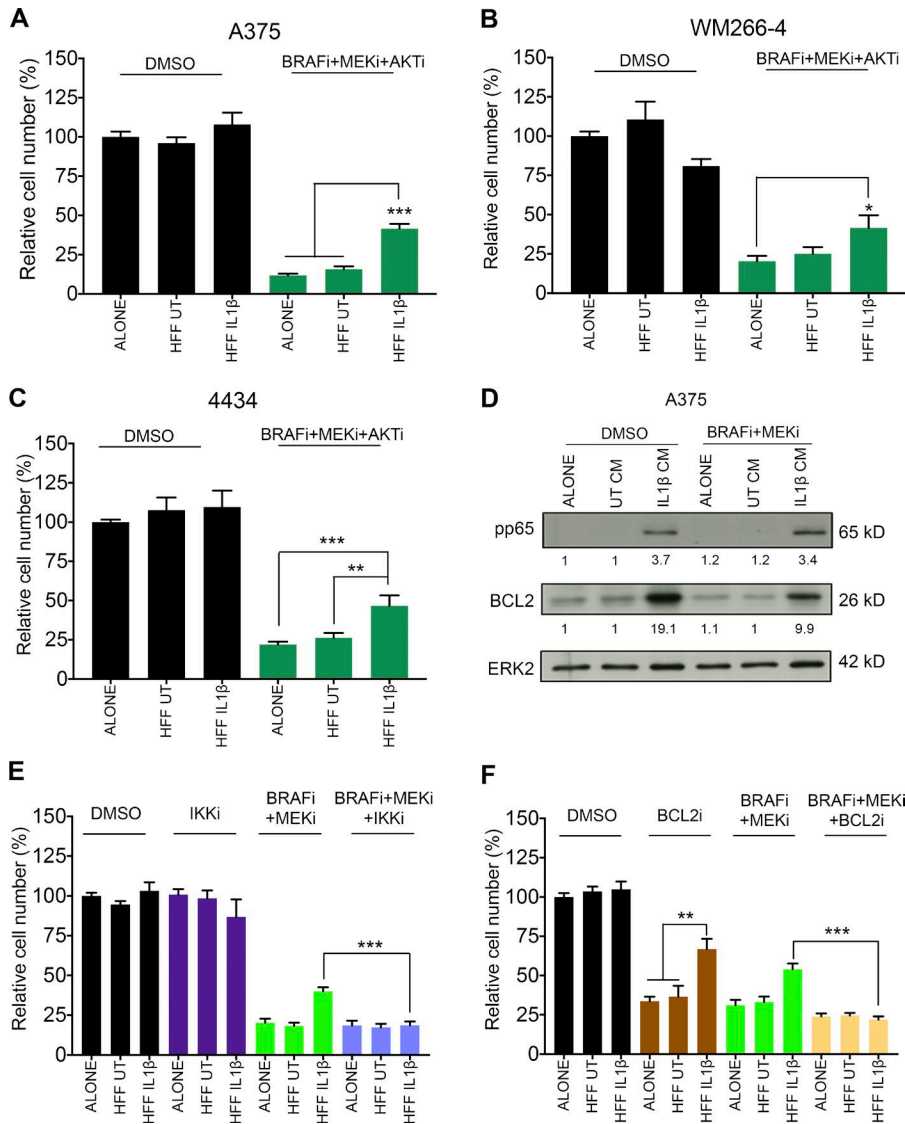 A
A375
DMSO
BRAFi+MEKi+AKTi
Relative cell number (%)
150
125
100
75
50
25
0
***
ALONE
HFF UT
HFF IL1β
ALONE
HFF UT
HFF IL1β
B
WM266-4
DMSO
BRAFi+MEKi+AKTi
Relative cell number (%)
150
125
100
75
50
25
0
*
ALONE
HFF UT
HFF IL1β
ALONE
HFF UT
HFF IL1β
C
4434
DMSO
BRAFi+MEKi+AKTi
Relative cell number (%)
150
125
100
75
50
25
0
***
**
ALONE
HFF UT
HFF IL1β
ALONE
HFF UT
HFF IL1β
D
A375
DMSO
BRAFi+MEKi
ALONE
UT CM
IL1β CM
ALONE
UT CM
IL1β CM
pp65
65 kD
1 1 3.7 1.2 1.2 3.4
BCL2
26 kD
1 1 19.1 1.1 1 9.9
ERK2
42 kD
E
DMSO
IKKi
BRAFi
+MEKi
BRAFi+MEKi
+IKKi
Relative cell number (%)
150
125
100
75
50
25
0
***
ALONE
HFF UT
HFF IL1β
ALONE
HFF UT
HFF IL1β
ALONE
HFF UT
HFF IL1β
ALONE
HFF UT
HFF IL1β
F
DMSO
BCL2i
BRAFi
+MEKi
BRAFi+MEKi
+BCL2i
Relative cell number (%)
150
125
100
75
50
25
0
**
***
ALONE
HFF UT
HFF IL1β
ALONE
HFF UT
HFF IL1β
ALONE
HFF UT
HFF IL1β
ALONE
HFF UT
HFF IL1β